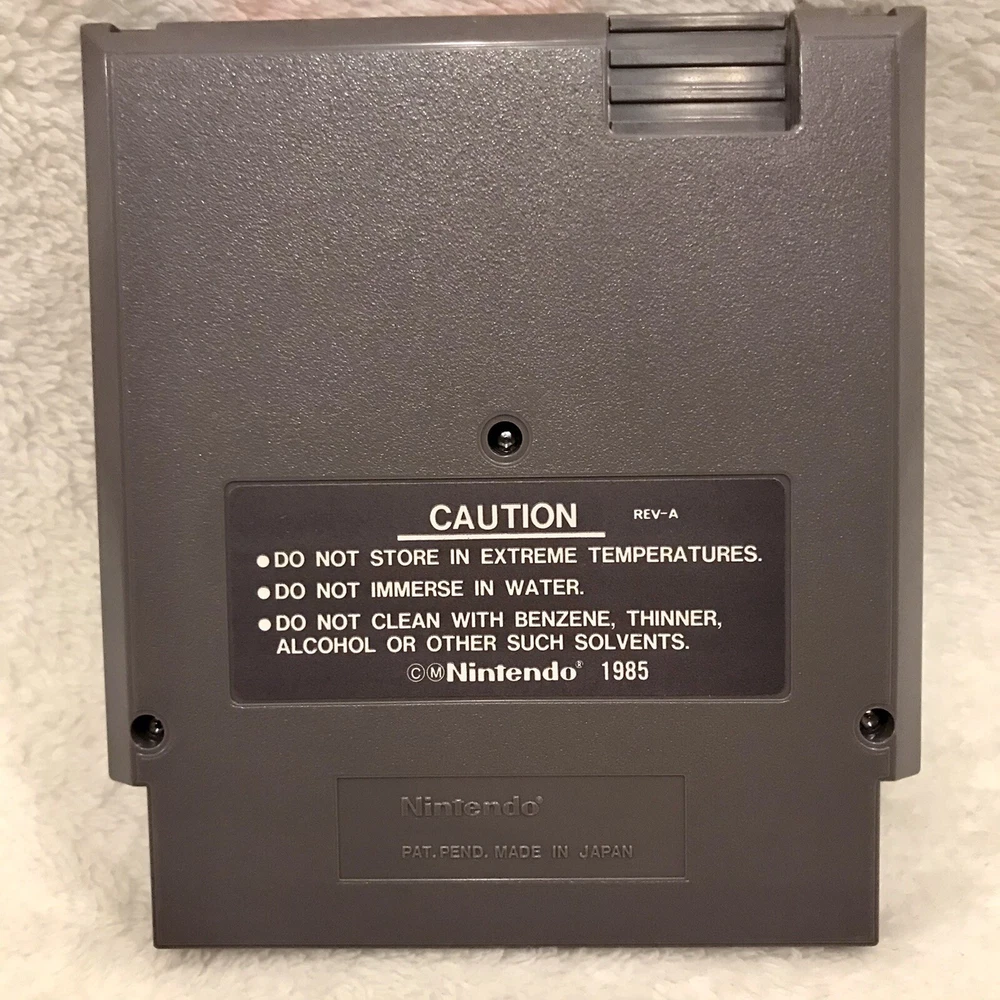 CAUTION REV-A
●DO NOT STORE IN EXTREME TEMPERATURES.
●DO NOT IMMERSE IN WATER.
●DO NOT CLEAN WITH BENZENE, THINNER,
ALCOHOL OR OTHER SUCH SOLVENTS.
ⒸⓂNintendo® 1985
Nintendo®
PAT. PEND. MADE IN JAPAN